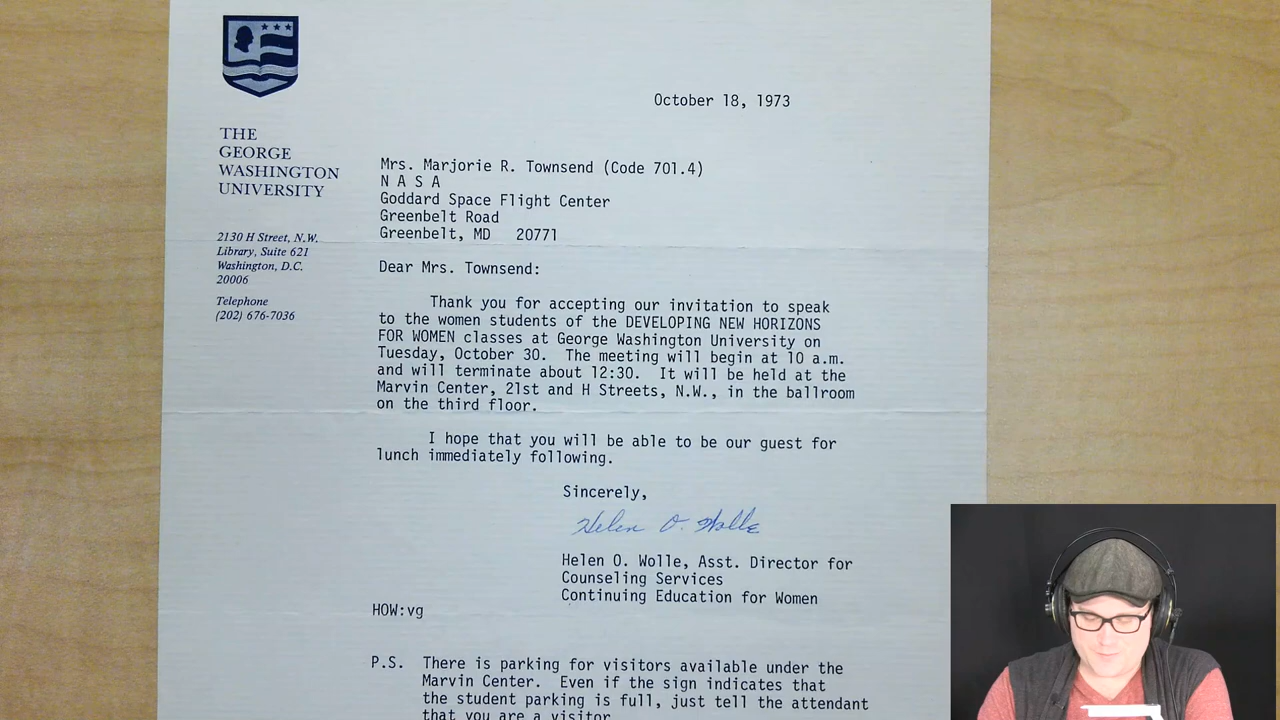 October 18, 1973
THE
GEORGE
WASHINGTON
UNIVERSITY
2130 H Street, N.W.
Library, Suite 621
Washington, D.C.
20006
Telephone
(202) 676-7036
Mrs. Marjorie R. Townsend (Code 701.4)
N A S A
Goddard Space Flight Center
Greenbelt Road
Greenbelt, MD 20771
Dear Mrs. Townsend:
Thank you for accepting our invitation to speak
to the women students of the DEVELOPING NEW HORIZONS
FOR WOMEN classes at George Washington University on
Tuesday, October 30. The meeting will begin at 10 a.m.
and will terminate about 12:30. It will be held at the
Marvin Center, 21st and H Streets, N.W., in the ballroom
on the third floor.
I hope that you will be able to be our guest for
lunch immediately following.
Sincerely,
Helen O. Wolle
Helen O. Wolle, Asst. Director for
Counseling Services
Continuing Education for Women
HOW:vg
P.S. There is parking for visitors available under the
Marvin Center. Even if the sign indicates that
the student parking is full, just tell the attendant
that you are a visitor.